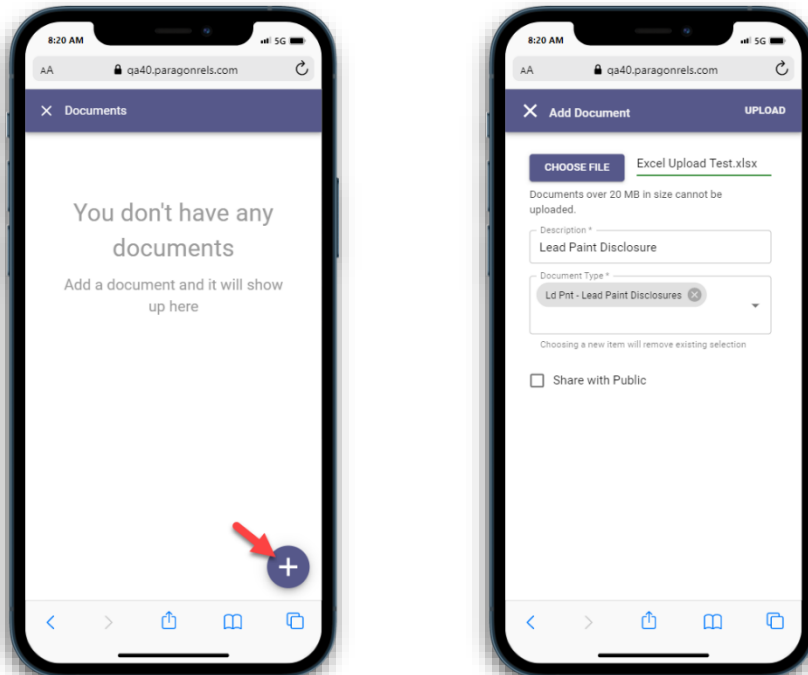 8:20 AM
5G
AA
qa40.paragonrels.com
Documents
You don't have any
documents
Add a document and it will show
up here
8:20 AM
5G
AA
qa40.paragonrels.com
Add Document
UPLOAD
CHOOSE FILE
Excel Upload Test.xlsx
Documents over 20 MB in size cannot be
uploaded.
Description *
Lead Paint Disclosure
Document Type *
Ld Pnt - Lead Paint Disclosures
Choosing a new item will remove existing selection
Share with Public